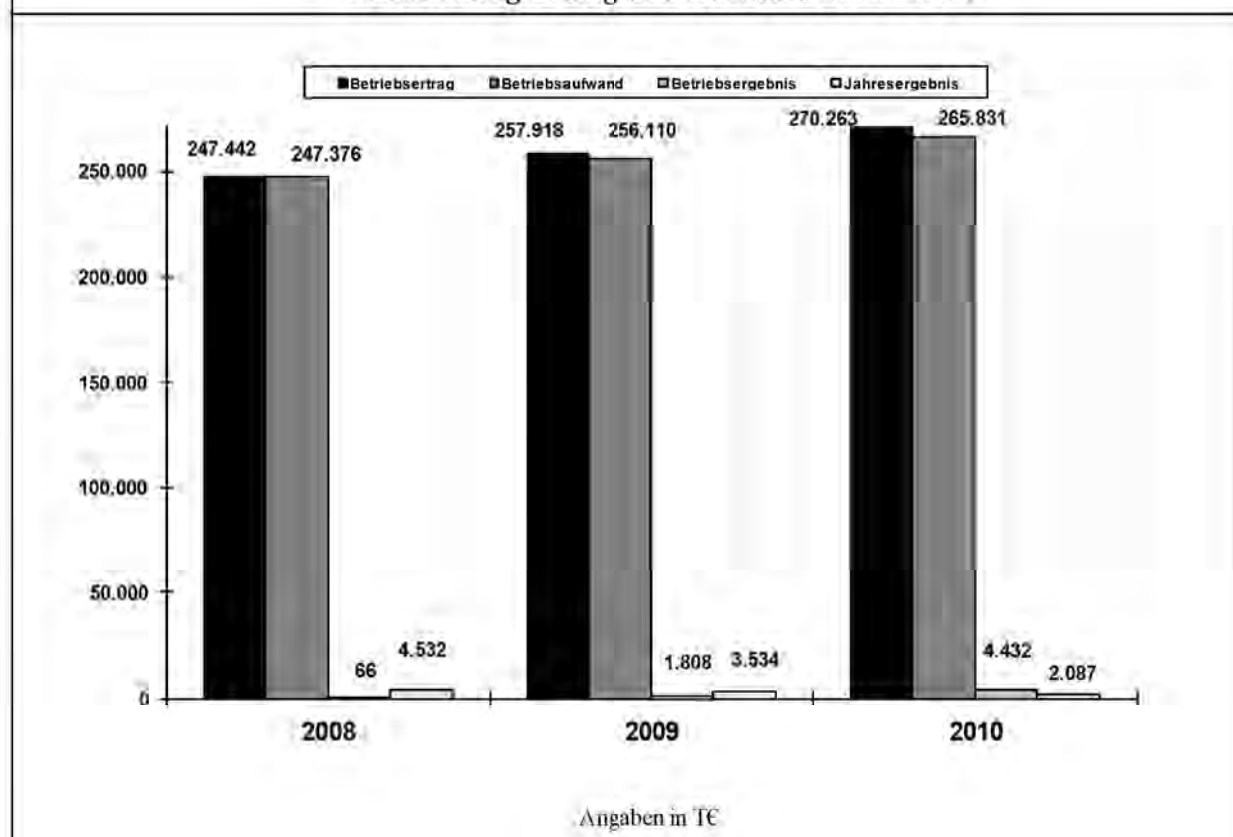 Betriebsertrag Betriebsaufwand Betriebsergebnis Jahresergebnis
270.263 265.831
257.918 256.110
247.442 247.376
250.000
200.000
150.000
100.000
50.000
66 4.532 1.808 3.534 4.432 2.087
0
2008 2009 2010
Angaben in T€